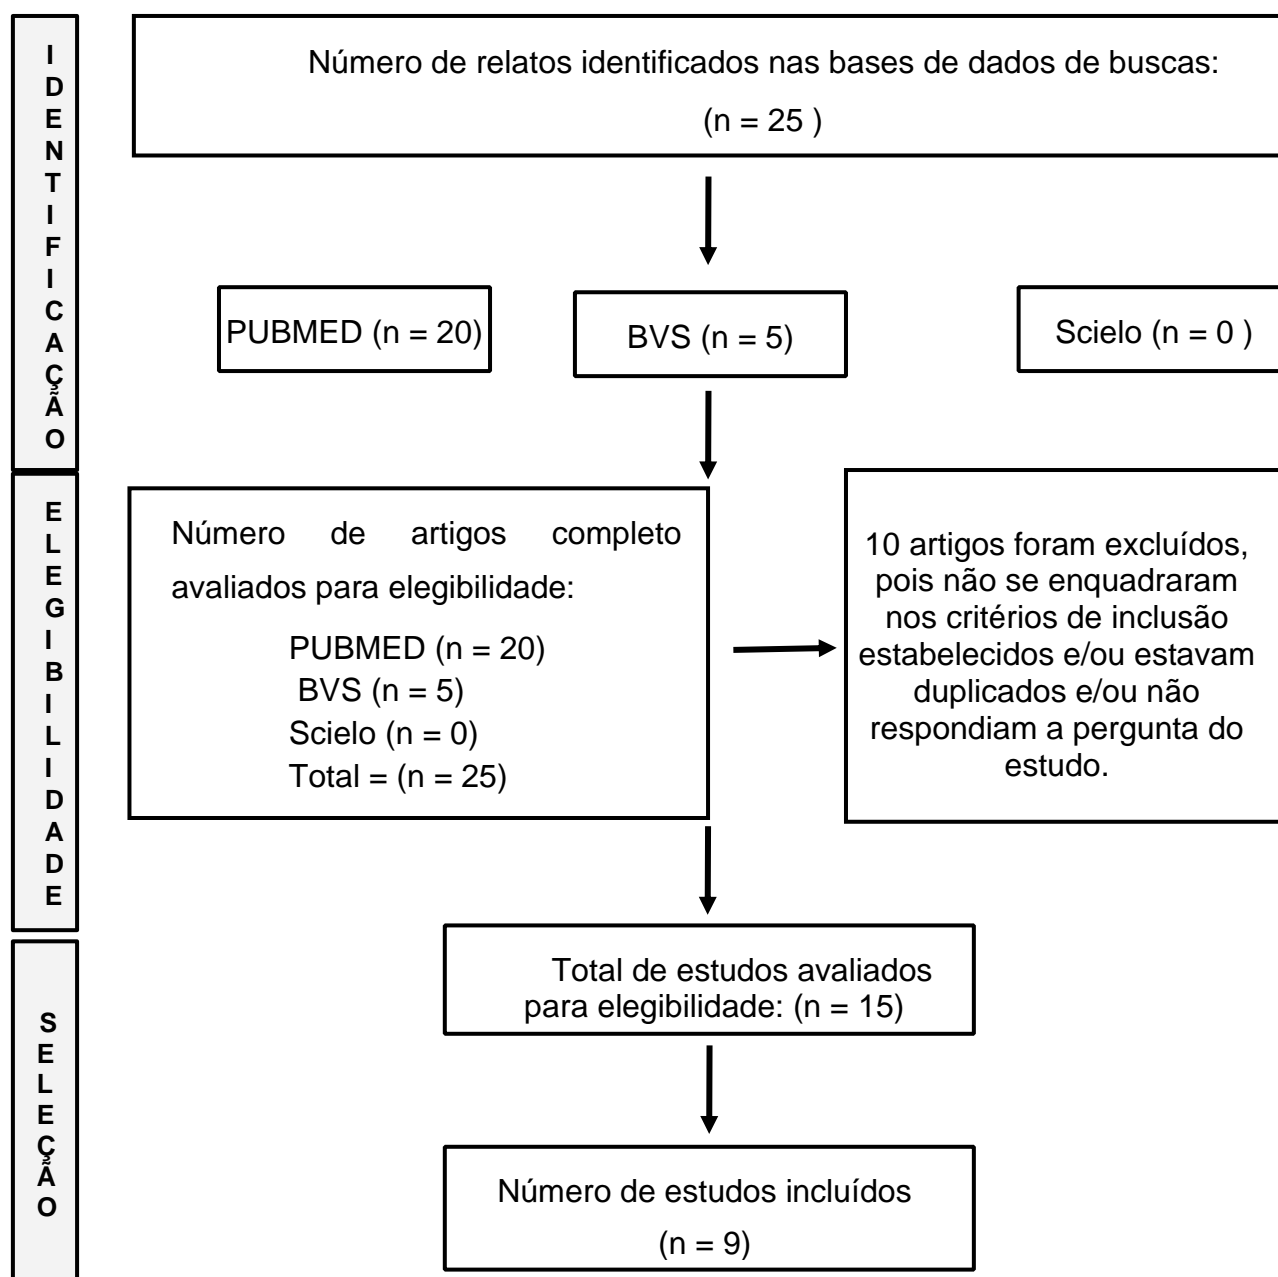 IDENTIFICAÇÃO
Número de relatos identificados nas bases de dados de buscas:
(n = 25 )
PUBMED (n = 20)
BVS (n = 5)
Scielo (n = 0 )
ELEGIBILIDADE
Número de artigos completo
avaliados para elegibilidade:
PUBMED (n = 20)
BVS (n = 5)
Scielo (n = 0)
Total = (n = 25)
10 artigos foram excluídos,
pois não se enquadraram
nos critérios de inclusão
estabelecidos e/ou estavam
duplicados e/ou não
respondiam a pergunta do
estudo.
SELEÇÃO
Total de estudos avaliados
para elegibilidade: (n = 15)
Número de estudos incluídos
(n = 9)